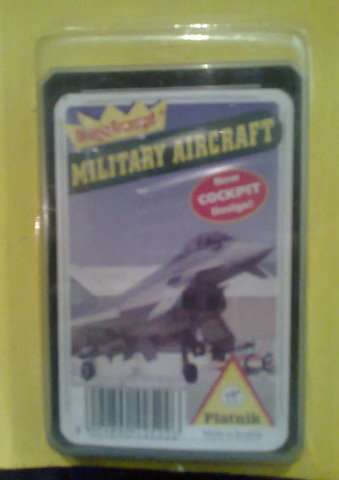 MILITARY AIRCRAFT
New
COCKPIT
Design!
Piatnik